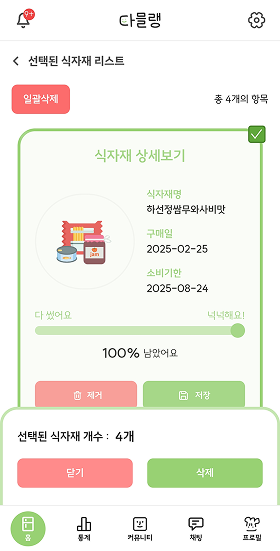 9+
다믈랭
선택된 식자재 리스트
일괄삭제
총 4개의 항목
식자재 상세보기
식자재명
하선정쌈무와사비맛
구매일
2025-02-25
소비기한
2025-08-24
jam
다 썼어요
넉넉해요!
100% 남았어요
제거
저장
선택된 식자재 개수 : 4개
닫기
삭제
홈
통계
커뮤니티
채팅
프로필